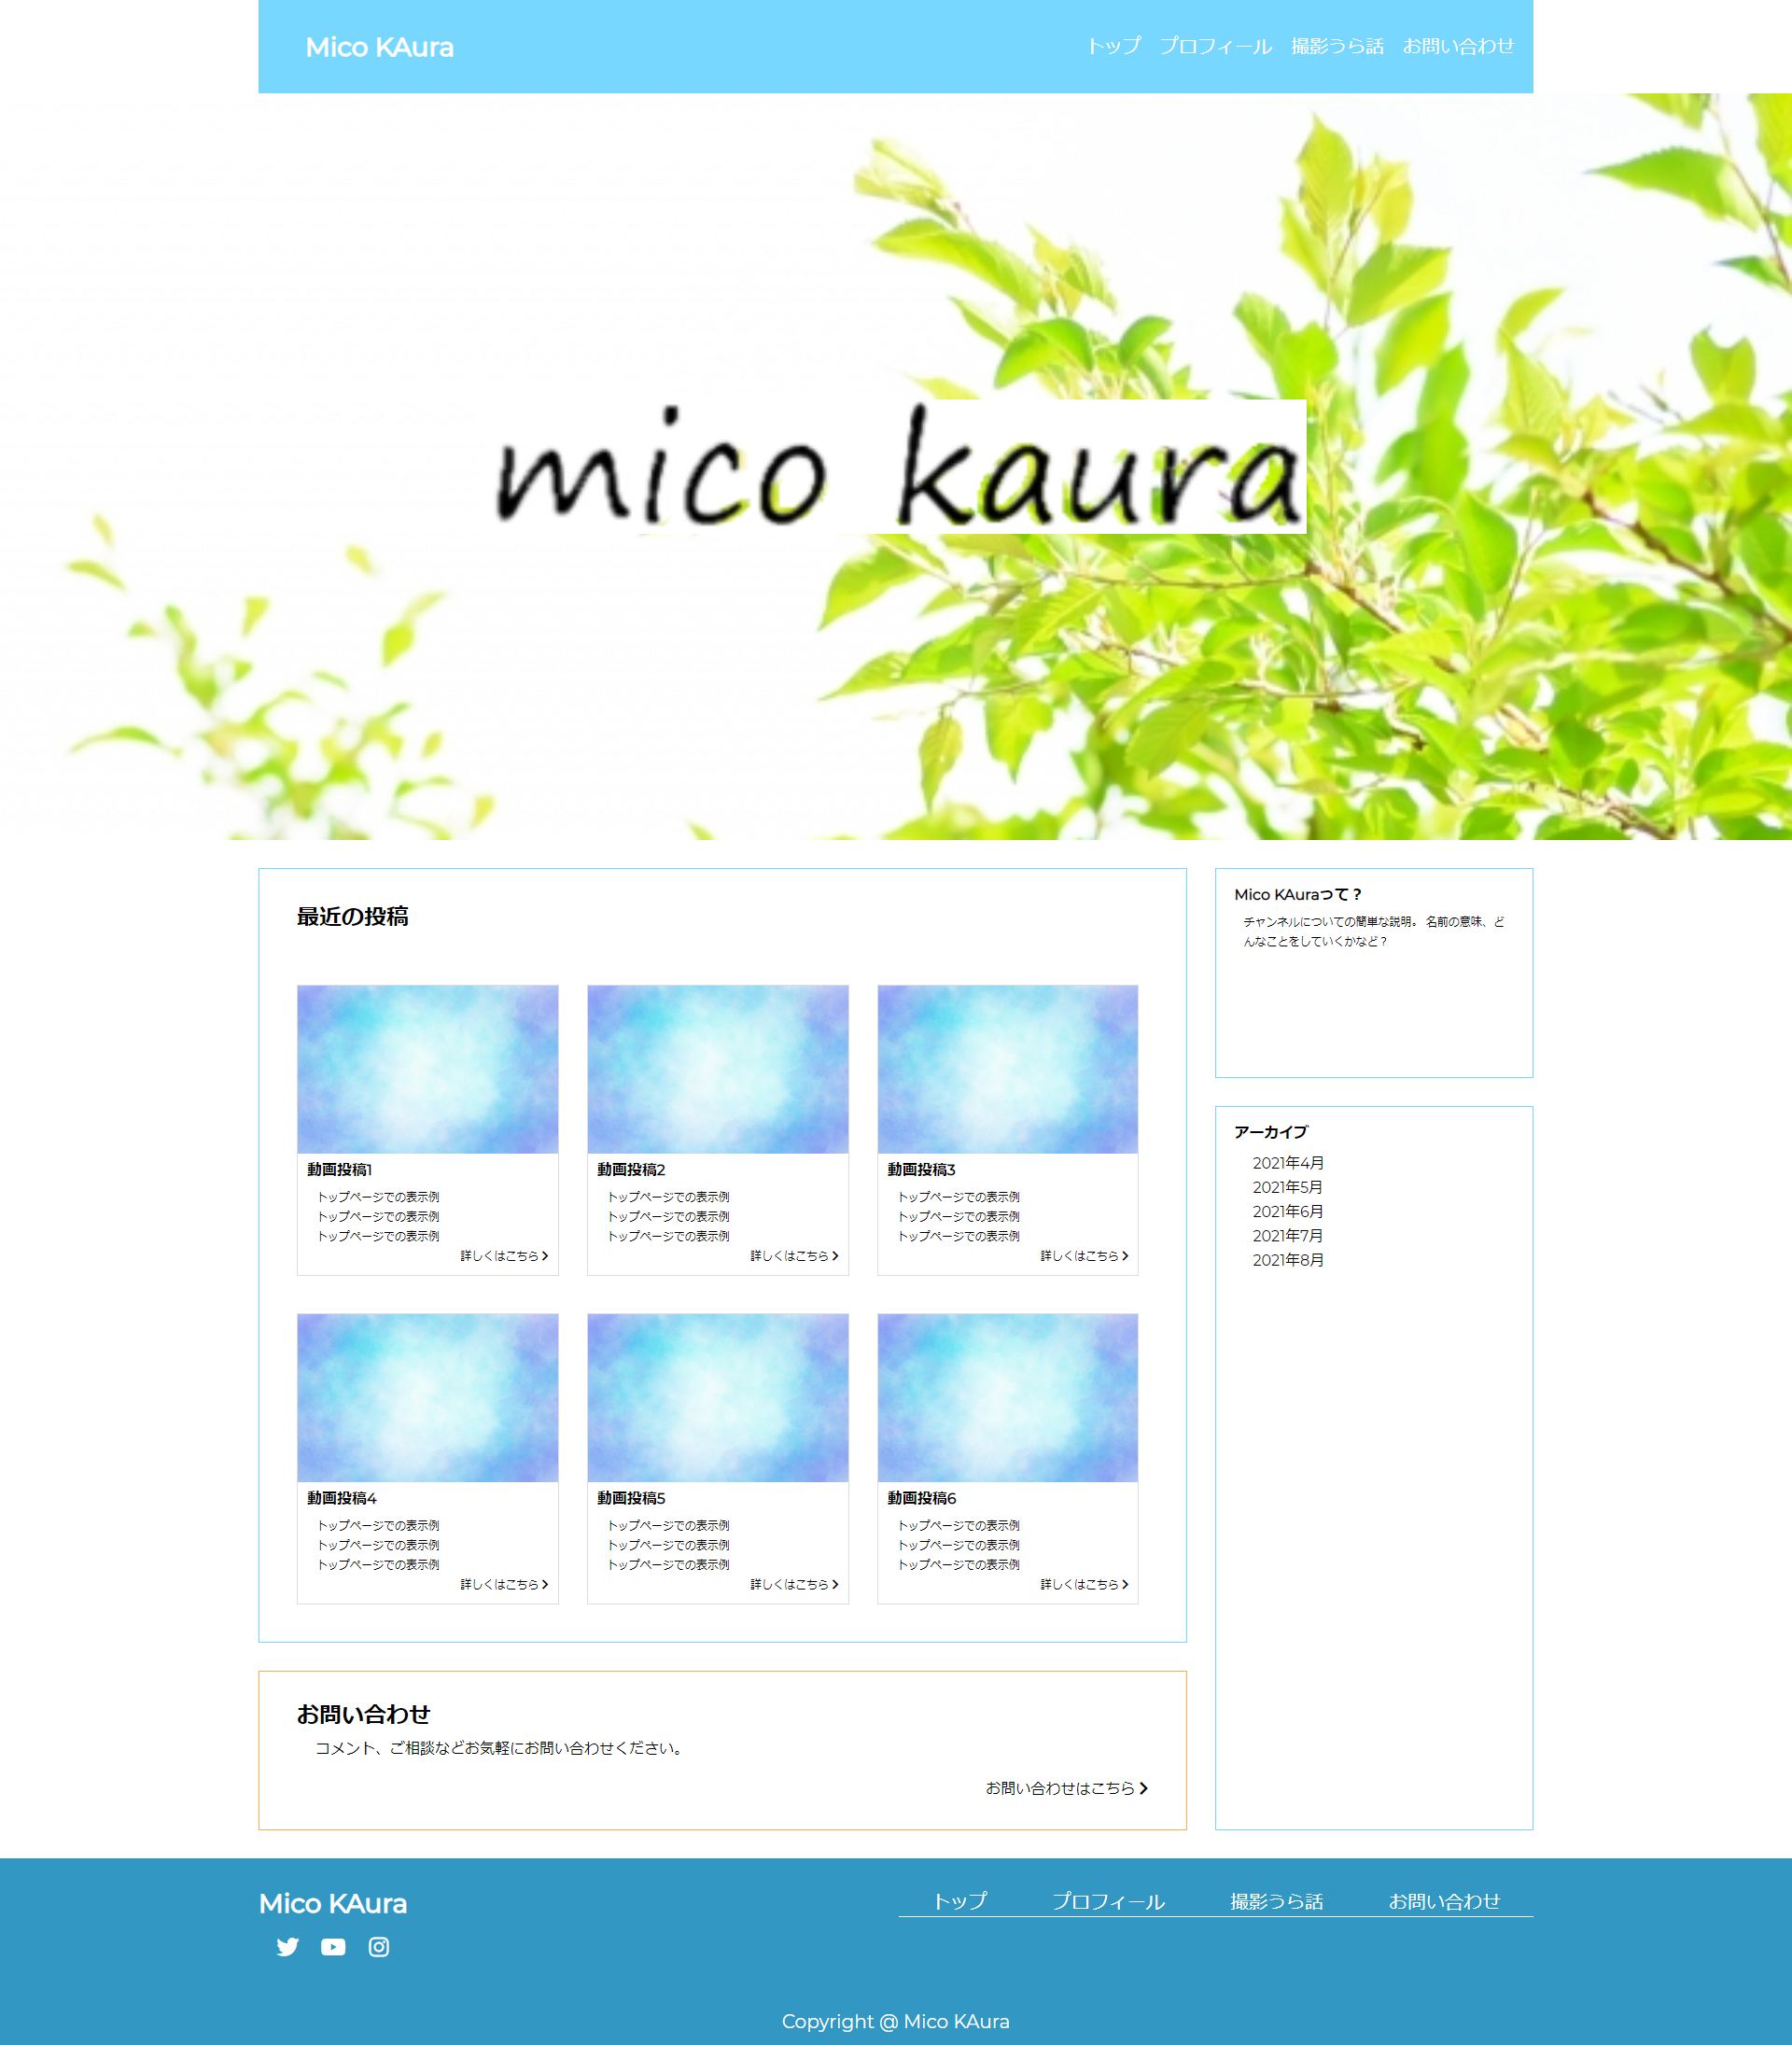 Mico KAura
トップ プロフィール 撮影うら話 お問い合わせ
mico kaura
最近の投稿
動画投稿1
トップページでの表示例
トップページでの表示例
トップページでの表示例
詳しくはこちら
動画投稿2
トップページでの表示例
トップページでの表示例
トップページでの表示例
詳しくはこちら
動画投稿3
トップページでの表示例
トップページでの表示例
トップページでの表示例
詳しくはこちら
動画投稿4
トップページでの表示例
トップページでの表示例
トップページでの表示例
詳しくはこちら
動画投稿5
トップページでの表示例
トップページでの表示例
トップページでの表示例
詳しくはこちら
動画投稿6
トップページでの表示例
トップページでの表示例
トップページでの表示例
詳しくはこちら
お問い合わせ
コメント、ご相談などお気軽にお問い合わせください。
お問い合わせはこちら
Mico KAuraって？
チャンネルについての簡単な説明。 名前の意味、ど
んなことをしていくかなど？
アーカイブ
2021年4月
2021年5月
2021年6月
2021年7月
2021年8月
Mico KAura
トップ プロフィール 撮影うら話 お問い合わせ
Copyright @ Mico KAura